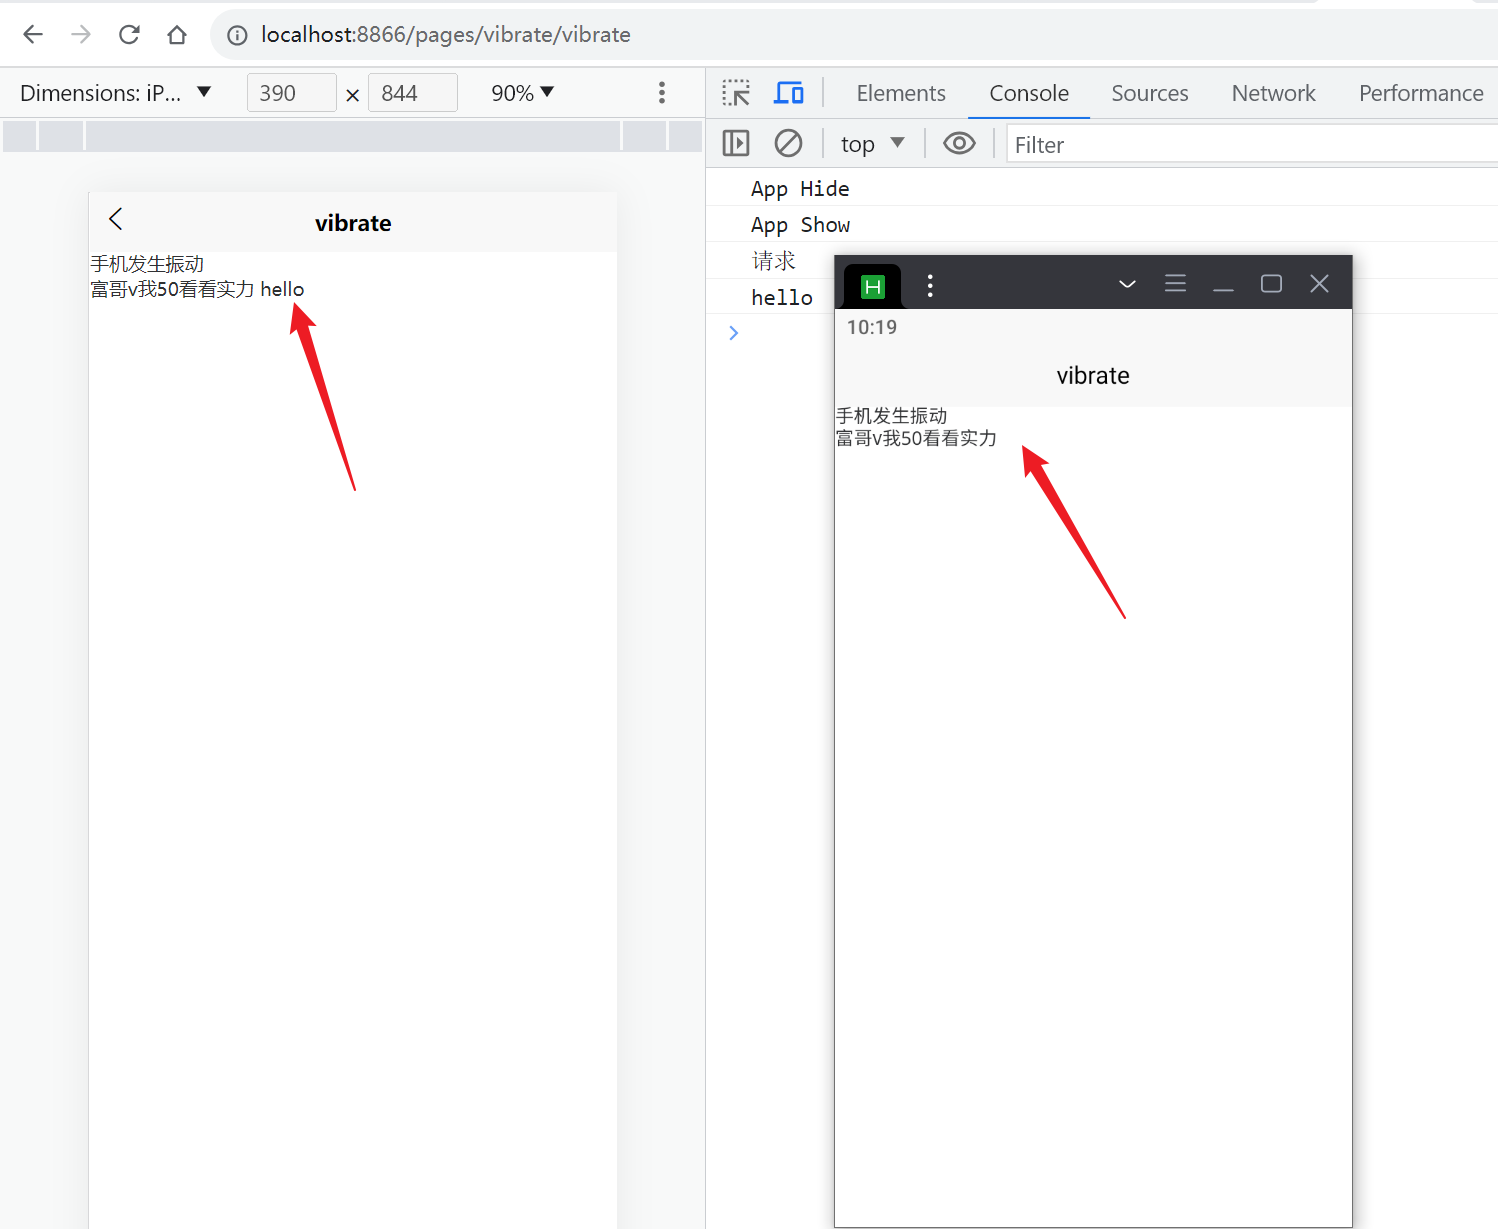 localhost:8866/pages/vibrate/vibrate
Dimensions: iP... 390 × 844 90%
Elements Console Sources Network Performance
top Filter
vibrate
手机发生振动
富哥v我50看看实力 hello
App Hide
App Show
请求
hello
H
10:19
vibrate
手机发生振动
富哥v我50看看实力